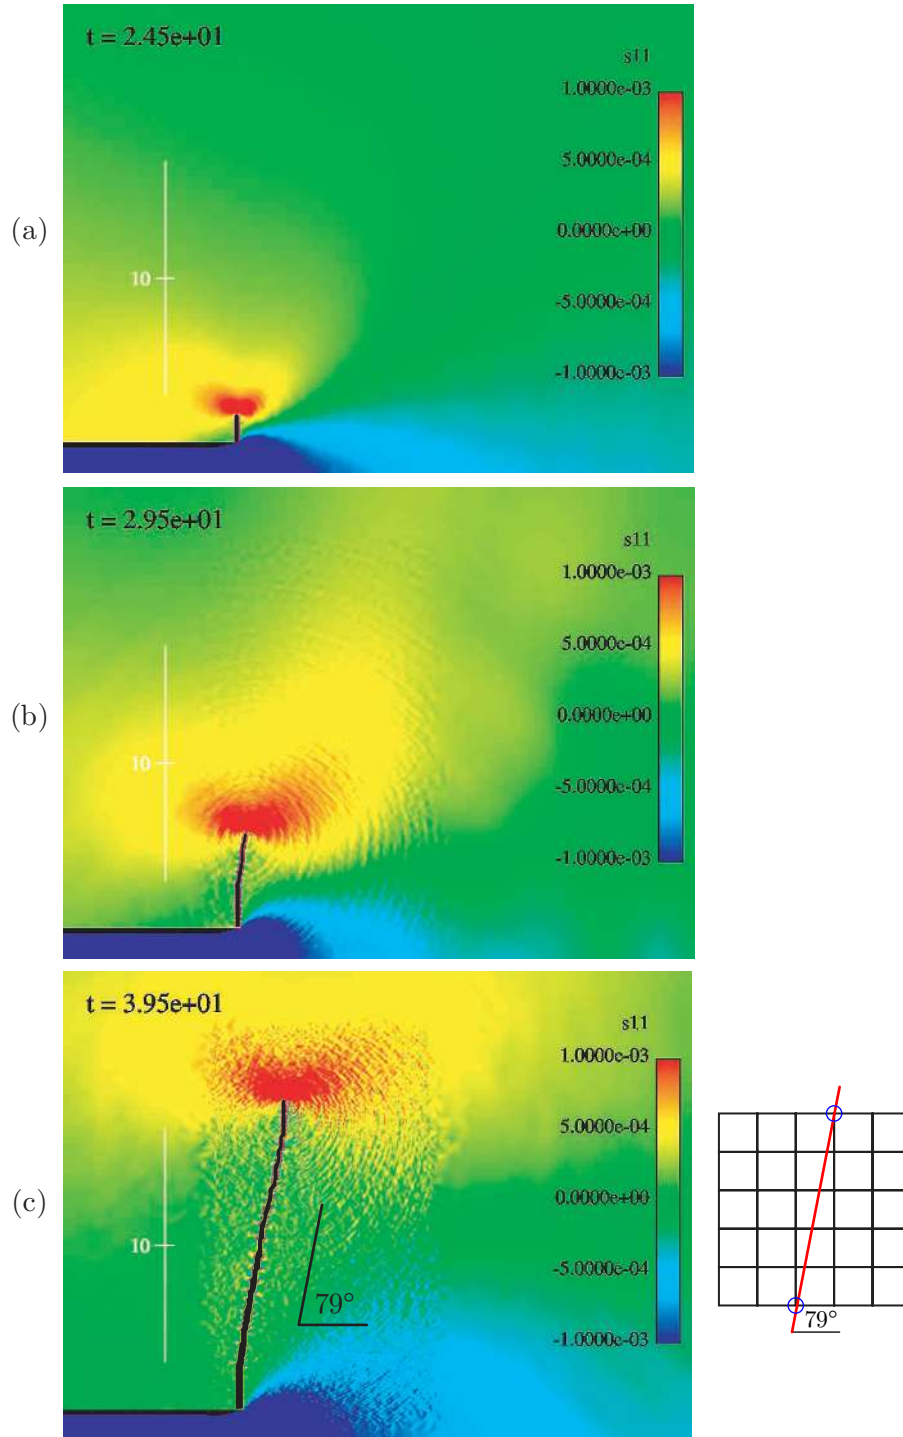 (a)
t = 2.45e+01
s11
1.0000e-03
5.0000e-04
0.0000e+00
-5.0000e-04
-1.0000e-03
10
(b)
t = 2.95e+01
s11
1.0000e-03
5.0000e-04
0.0000e+00
-5.0000e-04
-1.0000e-03
10
(c)
t = 3.95e+01
s11
1.0000e-03
5.0000e-04
0.0000e+00
-5.0000e-04
-1.0000e-03
10
79°
79°